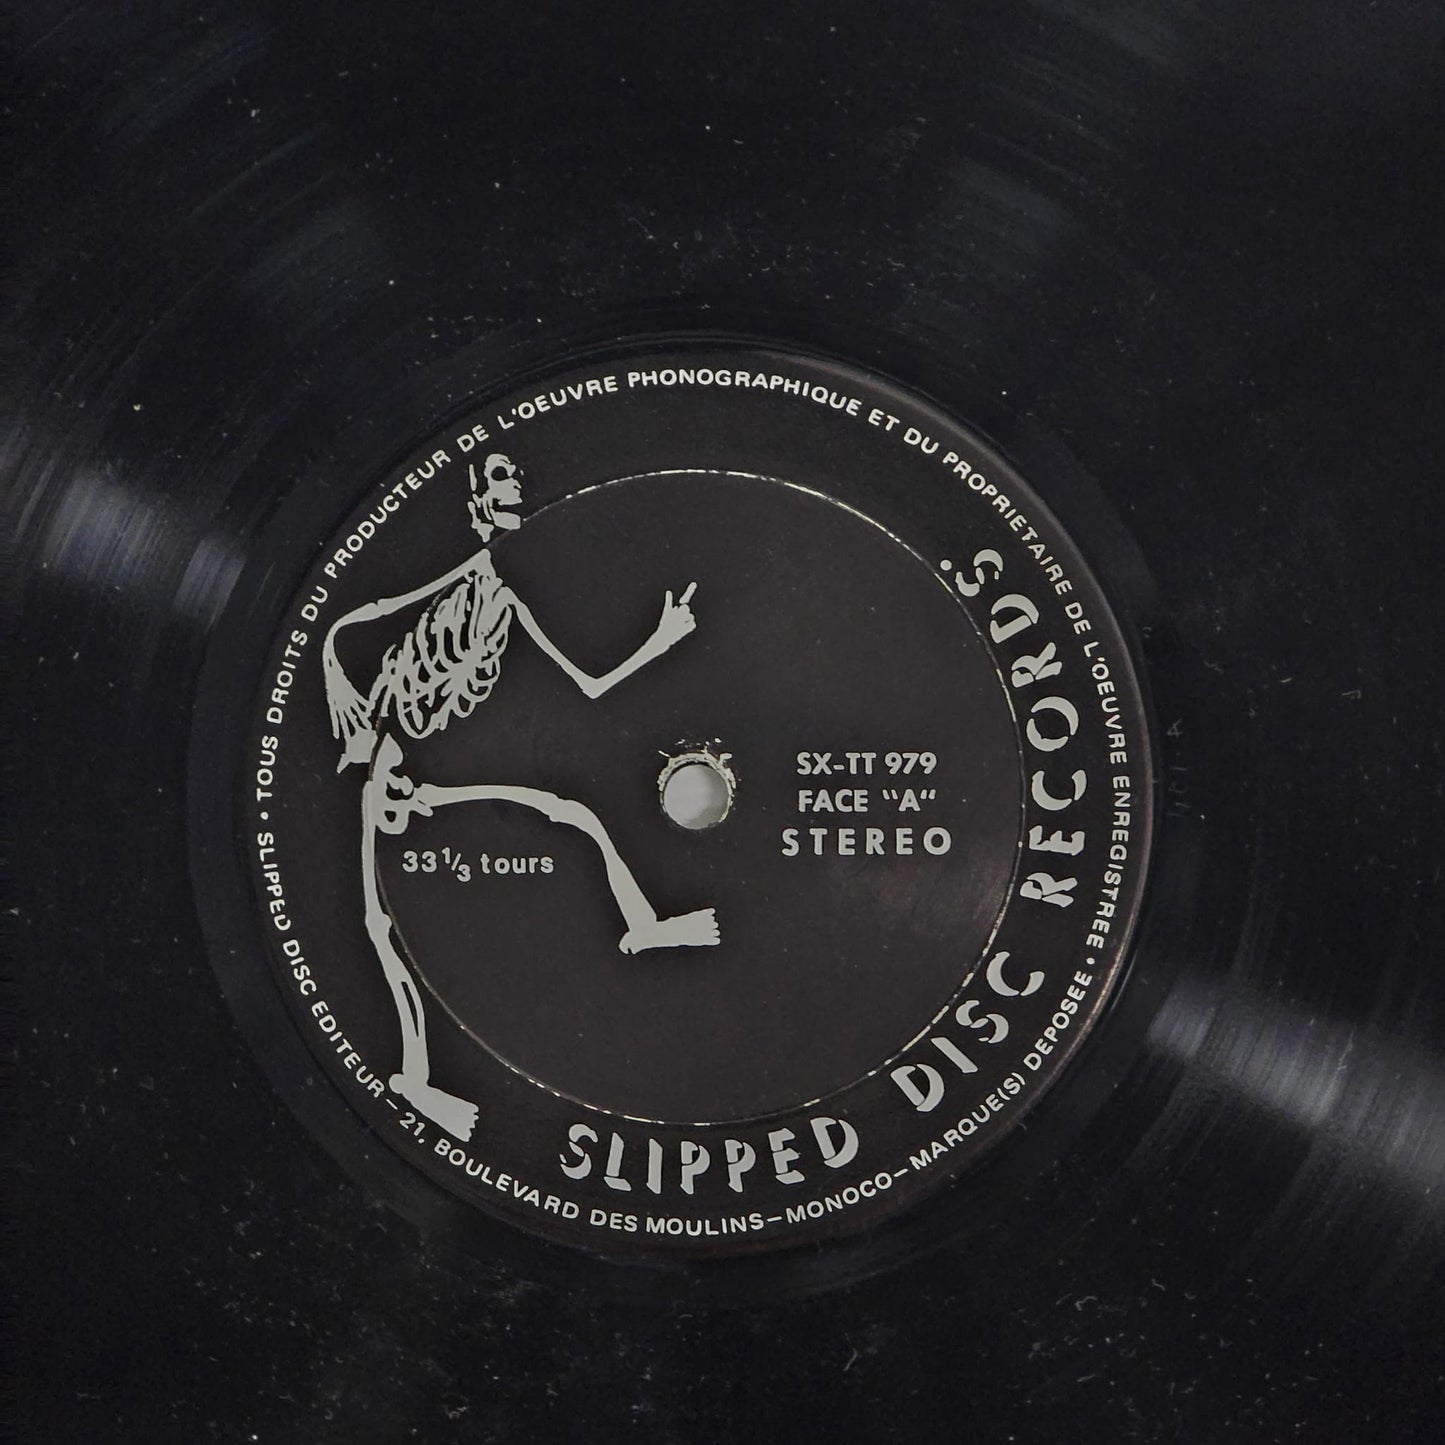 • TOUS DROITS DU PRODUCTEUR DE L'OEUVRE PHONOGRAPHIQUE ET DU PROPRIETAIRE DE L'OEUVRE ENREGISTREE •
SLIPPED DISC EDITEUR – 21, BOULEVARD DES MOULINS – MONOCO – MARQUE(S) DEPOSEE
SX-TT 979
FACE "A"
STEREO
33 1/3 tours
SLIPPED DISC RECORDS